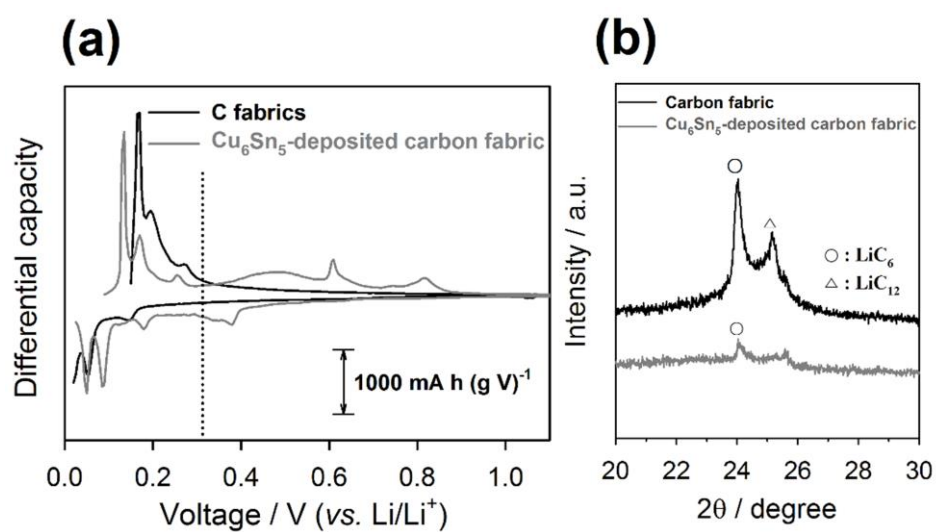 (a)
C fabrics
Cu₆Sn₅-deposited carbon fabric
Differential capacity
1000 mA h (g V)⁻¹
0.0 0.2 0.4 0.6 0.8 1.0
Voltage / V (vs. Li/Li⁺)
(b)
Carbon fabric
Cu₆Sn₅-deposited carbon fabric
Intensity / a.u.
○ : LiC₆
△ : LiC₁₂
20 22 24 26 28 30
2θ / degree